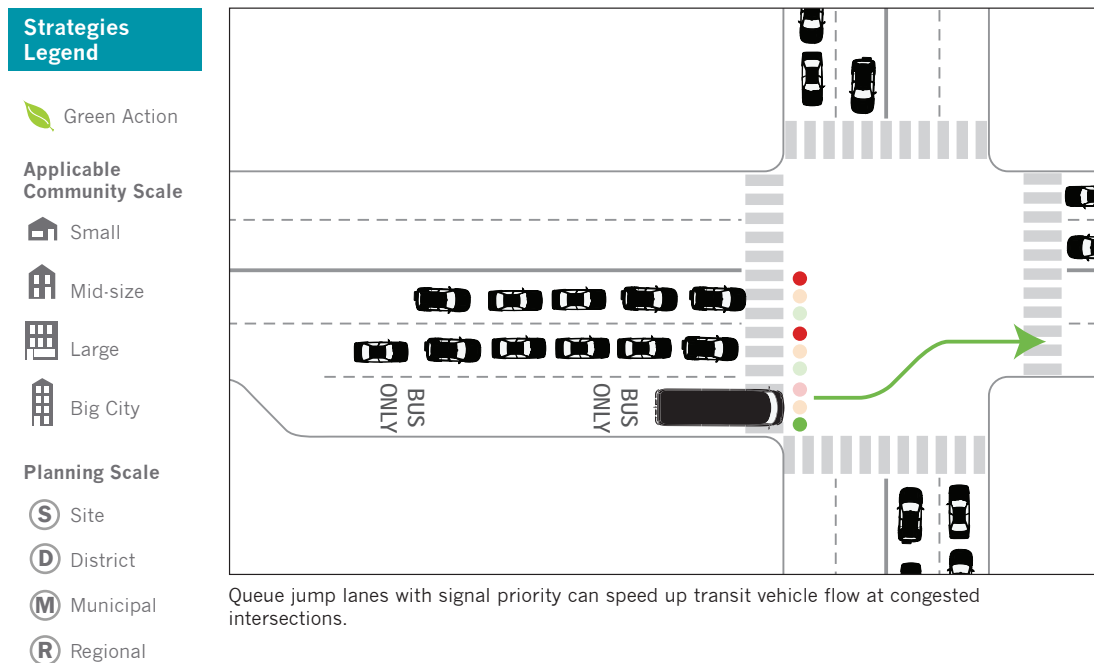 Strategies
Legend
Green Action
Applicable
Community Scale
Small
Mid-size
Large
Big City
Planning Scale
S Site
D District
M Municipal
R Regional
BUS
ONLY
BUS
ONLY
Queue jump lanes with signal priority can speed up transit vehicle flow at congested
intersections.